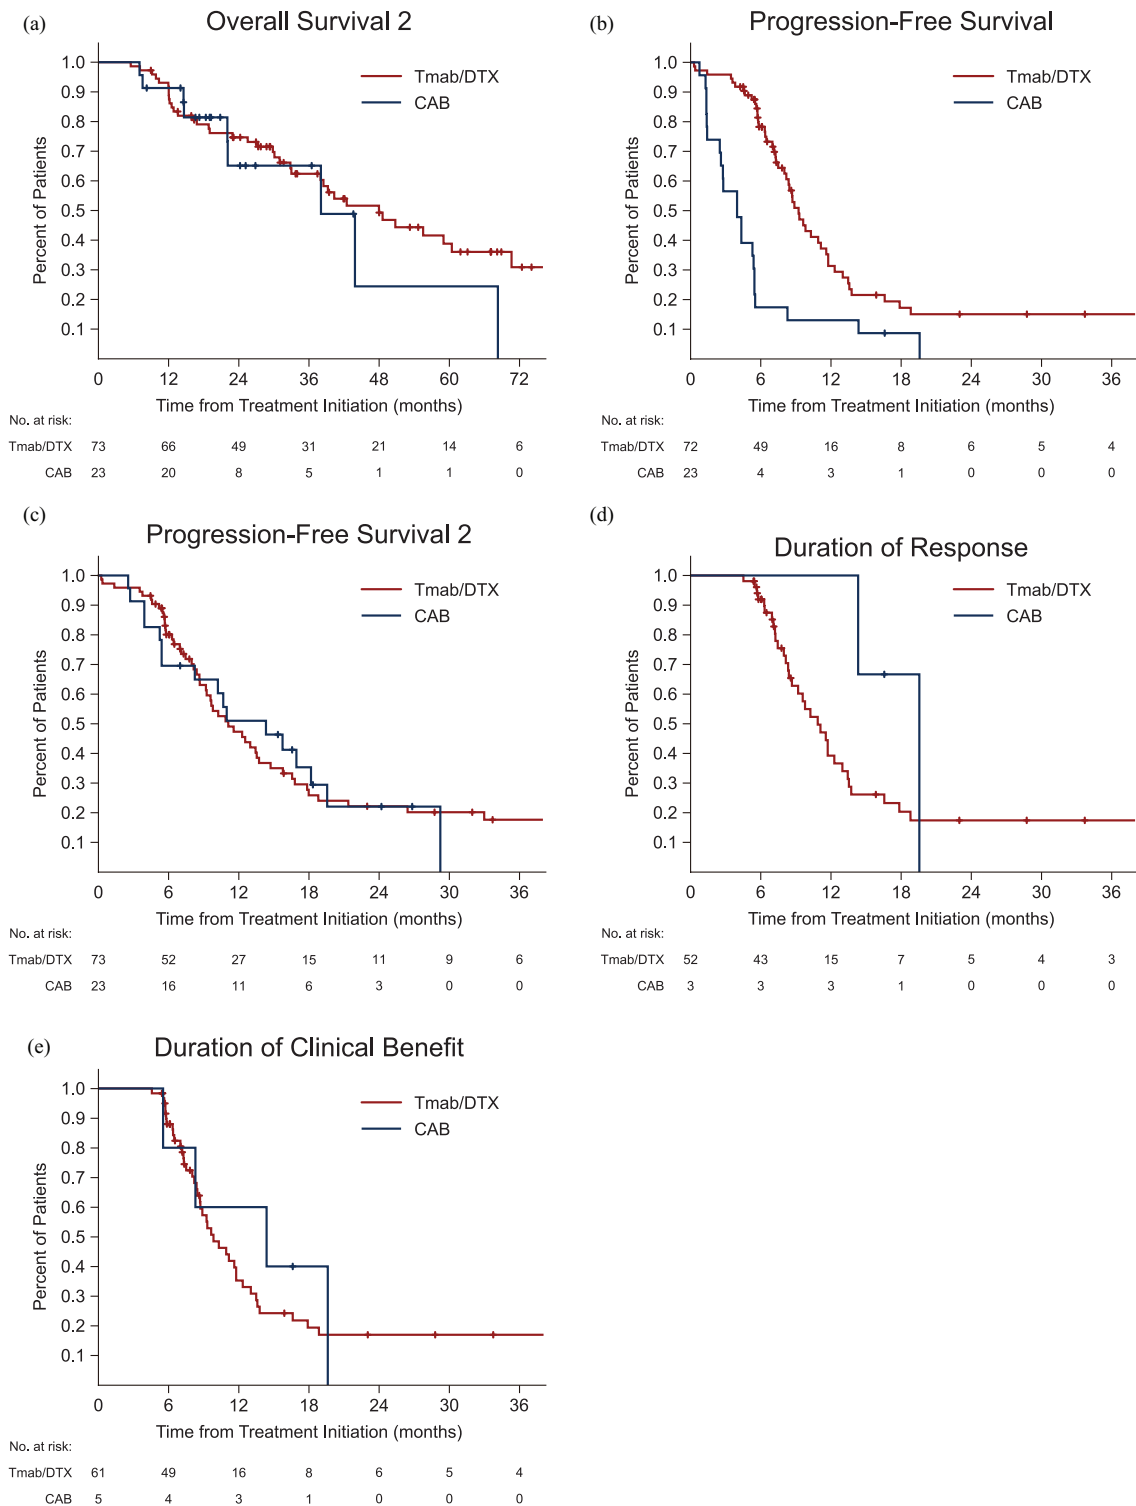 (a)
Overall Survival 2
1.0
0.9
0.8
0.7
0.6
0.5
0.4
0.3
0.2
0.1
Percent of Patients
Tmab/DTX
CAB
0 12 24 36 48 60 72
Time from Treatment Initiation (months)
No. at risk:
Tmab/DTX 73 66 49 31 21 14 6
CAB 23 20 8 5 1 1 0
(b)
Progression-Free Survival
1.0
0.9
0.8
0.7
0.6
0.5
0.4
0.3
0.2
0.1
Percent of Patients
Tmab/DTX
CAB
0 6 12 18 24 30 36
Time from Treatment Initiation (months)
No. at risk:
Tmab/DTX 72 49 16 8 6 5 4
CAB 23 4 3 1 0 0 0
(c)
Progression-Free Survival 2
1.0
0.9
0.8
0.7
0.6
0.5
0.4
0.3
0.2
0.1
Percent of Patients
Tmab/DTX
CAB
0 6 12 18 24 30 36
Time from Treatment Initiation (months)
No. at risk:
Tmab/DTX 73 52 27 15 11 9 6
CAB 23 16 11 6 3 0 0
(d)
Duration of Response
1.0
0.9
0.8
0.7
0.6
0.5
0.4
0.3
0.2
0.1
Percent of Patients
Tmab/DTX
CAB
0 6 12 18 24 30 36
Time from Treatment Initiation (months)
No. at risk:
Tmab/DTX 52 43 15 7 5 4 3
CAB 3 3 3 1 0 0 0
(e)
Duration of Clinical Benefit
1.0
0.9
0.8
0.7
0.6
0.5
0.4
0.3
0.2
0.1
Percent of Patients
Tmab/DTX
CAB
0 6 12 18 24 30 36
Time from Treatment Initiation (months)
No. at risk:
Tmab/DTX 61 49 16 8 6 5 4
CAB 5 4 3 1 0 0 0